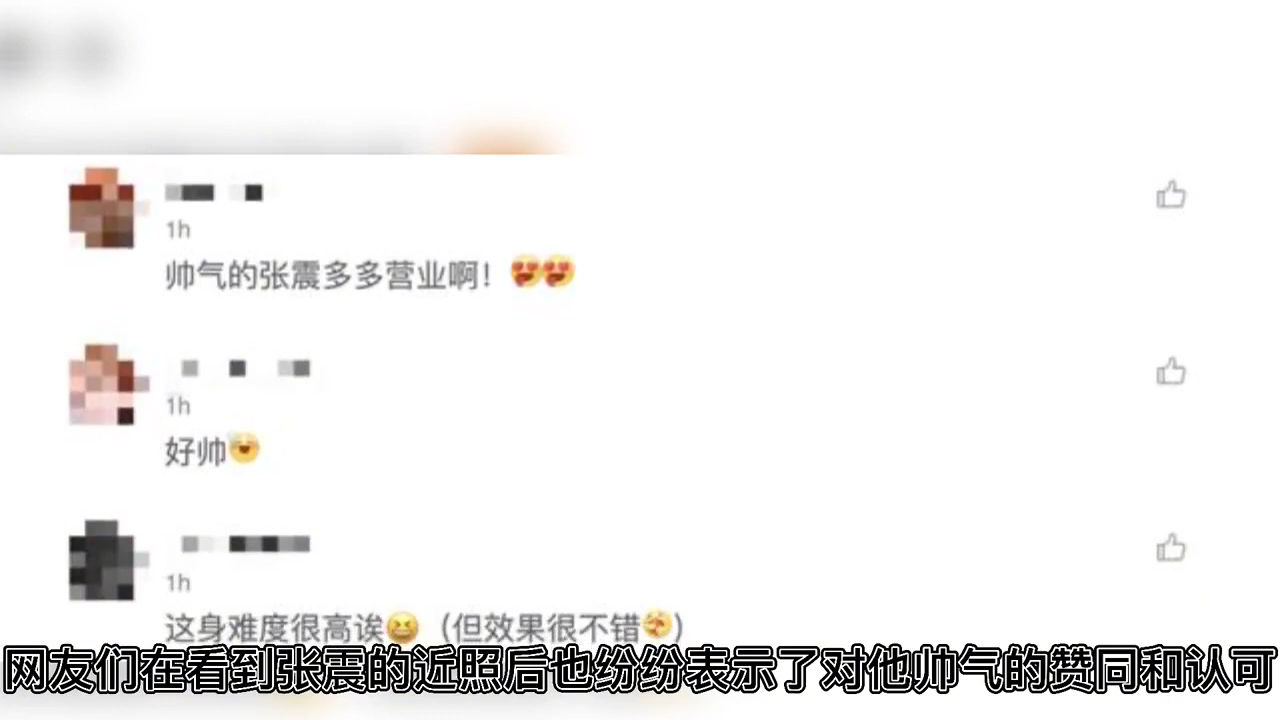 1h
帅气的张震多多营业啊！😍😍
1h
好帅😅
1h
这身难度很高诶😆（但效果很不错🥳）
网友们在看到张震的近照后也纷纷表示了对他帅气的赞同和认可